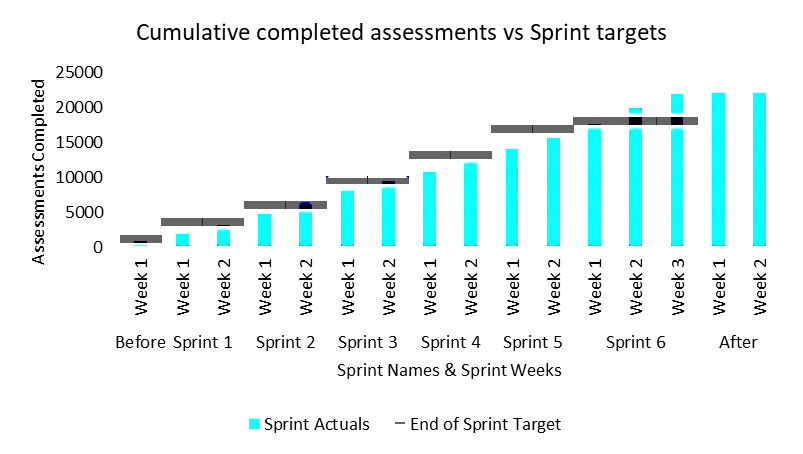 Cumulative completed assessments vs Sprint targets
Assessments Completed
25000
20000
15000
10000
5000
0
Week 1 Week 1 Week 2 Week 1 Week 2 Week 1 Week 2 Week 1 Week 2 Week 1 Week 2 Week 1 Week 2 Week 3 Week 1 Week 2
Before Sprint 1 Sprint 2 Sprint 3 Sprint 4 Sprint 5 Sprint 6 After
Sprint Names & Sprint Weeks
Sprint Actuals End of Sprint Target